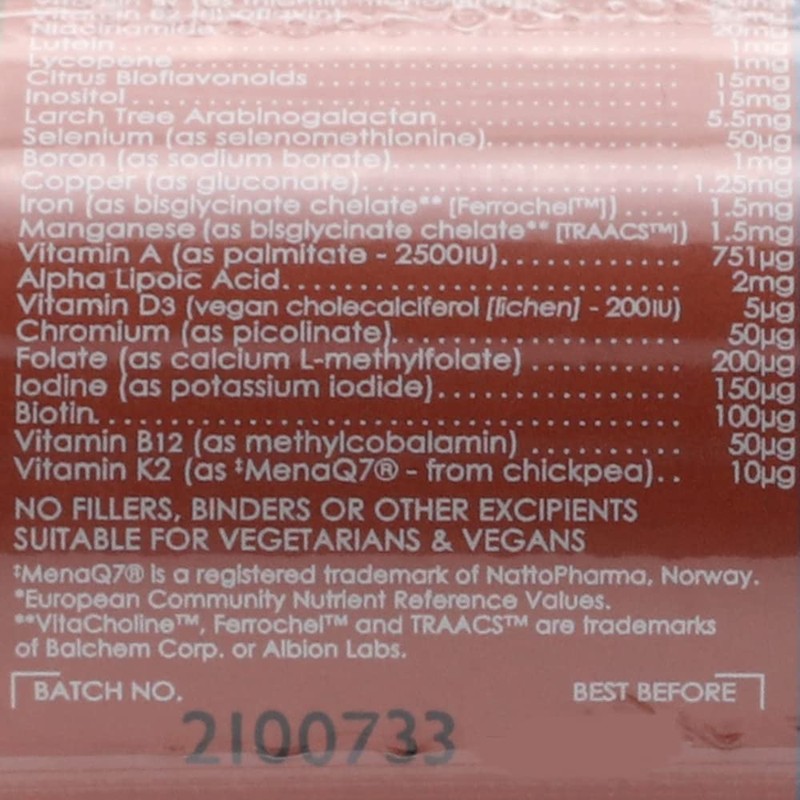 Niacinamide........ 20mg
Lutein........ 1mg
Lycopene........ 1mg
Citrus Bioflavonoids........ 15mg
Inositol........ 15mg
Larch Tree Arabinogalactan........ 5.5mg
Selenium (as selenomethionine)........ 50µg
Boron (as sodium borate)........ 1mg
Copper (as gluconate)........ 1.25mg
Iron (as bisglycinate chelate** [Ferrochel™]).... 1.5mg
Manganese (as bisglycinate chelate** [TRAACS™]) 1.5mg
Vitamin A (as palmitate - 2500IU)........ 751µg
Alpha Lipoic Acid........ 2mg
Vitamin D3 (vegan cholecalciferol [lichen] - 200IU) 5µg
Chromium (as picolinate)........ 50µg
Folate (as calcium L-methylfolate)........ 200µg
Iodine (as potassium iodide)........ 150µg
Biotin........ 100µg
Vitamin B12 (as methylcobalamin)........ 50µg
Vitamin K2 (as ‡MenaQ7® - from chickpea).. 10µg
NO FILLERS, BINDERS OR OTHER EXCIPIENTS
SUITABLE FOR VEGETARIANS & VEGANS
‡MenaQ7® is a registered trademark of NattoPharma, Norway.
*European Community Nutrient Reference Values.
**VitaCholine™, Ferrochel™ and TRAACS™ are trademarks
of Balchem Corp. or Albion Labs.
BATCH NO. BEST BEFORE
2100733